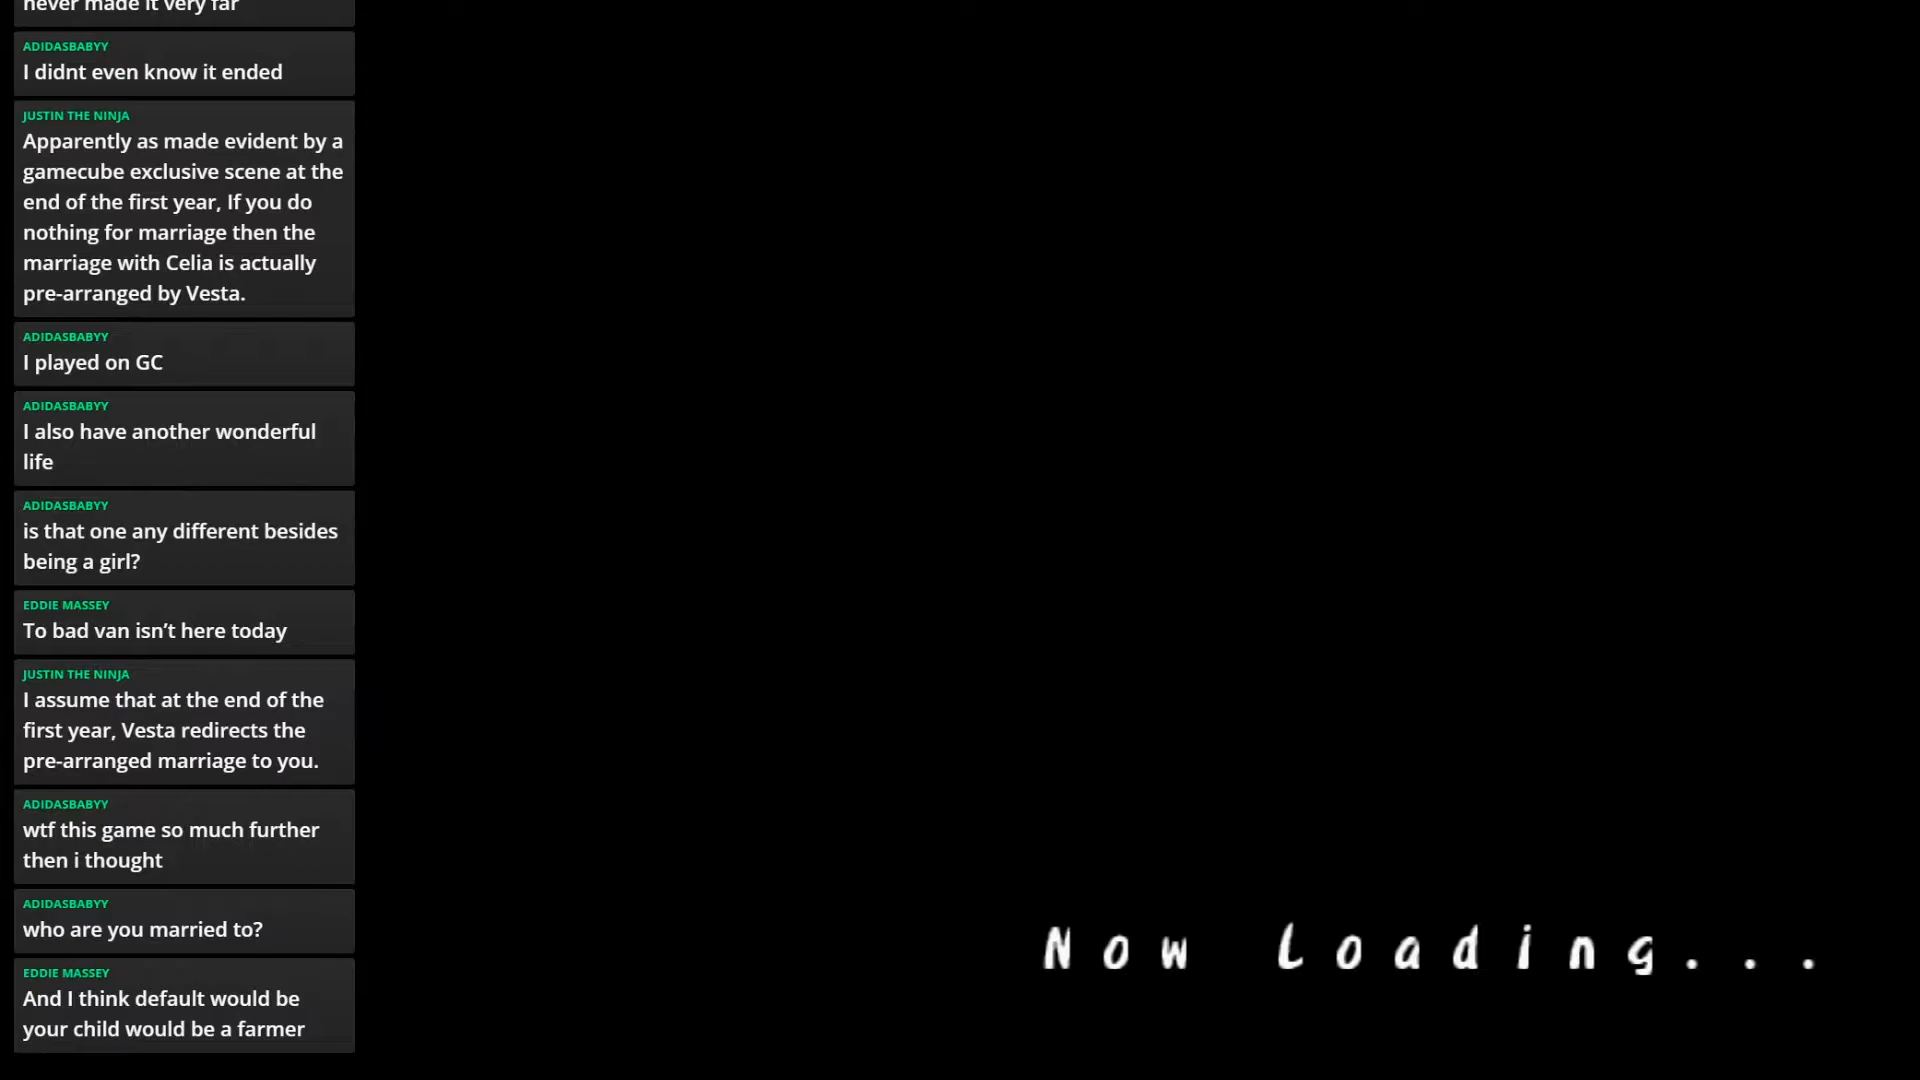 never made it very far
ADIDASBABYY
I didnt even know it ended
JUSTIN THE NINJA
Apparently as made evident by a
gamecube exclusive scene at the
end of the first year, If you do
nothing for marriage then the
marriage with Celia is actually
pre-arranged by Vesta.
ADIDASBABYY
I played on GC
ADIDASBABYY
I also have another wonderful
life
ADIDASBABYY
is that one any different besides
being a girl?
EDDIE MASSEY
To bad van isn’t here today
JUSTIN THE NINJA
I assume that at the end of the
first year, Vesta redirects the
pre-arranged marriage to you.
ADIDASBABYY
wtf this game so much further
then i thought
ADIDASBABYY
who are you married to?
EDDIE MASSEY
And I think default would be
your child would be a farmer
Now Loading...